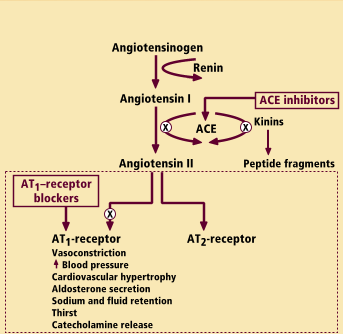 Angiotensinogen
Renin
Angiotensin I
ACE inhibitors
X
ACE
X
Kinins
Angiotensin II
Peptide fragments
AT1–receptor
blockers
X
AT1-receptor
AT2-receptor
Vasoconstriction
↑ Blood pressure
Cardiovascular hypertrophy
Aldosterone secretion
Sodium and fluid retention
Thirst
Catecholamine release